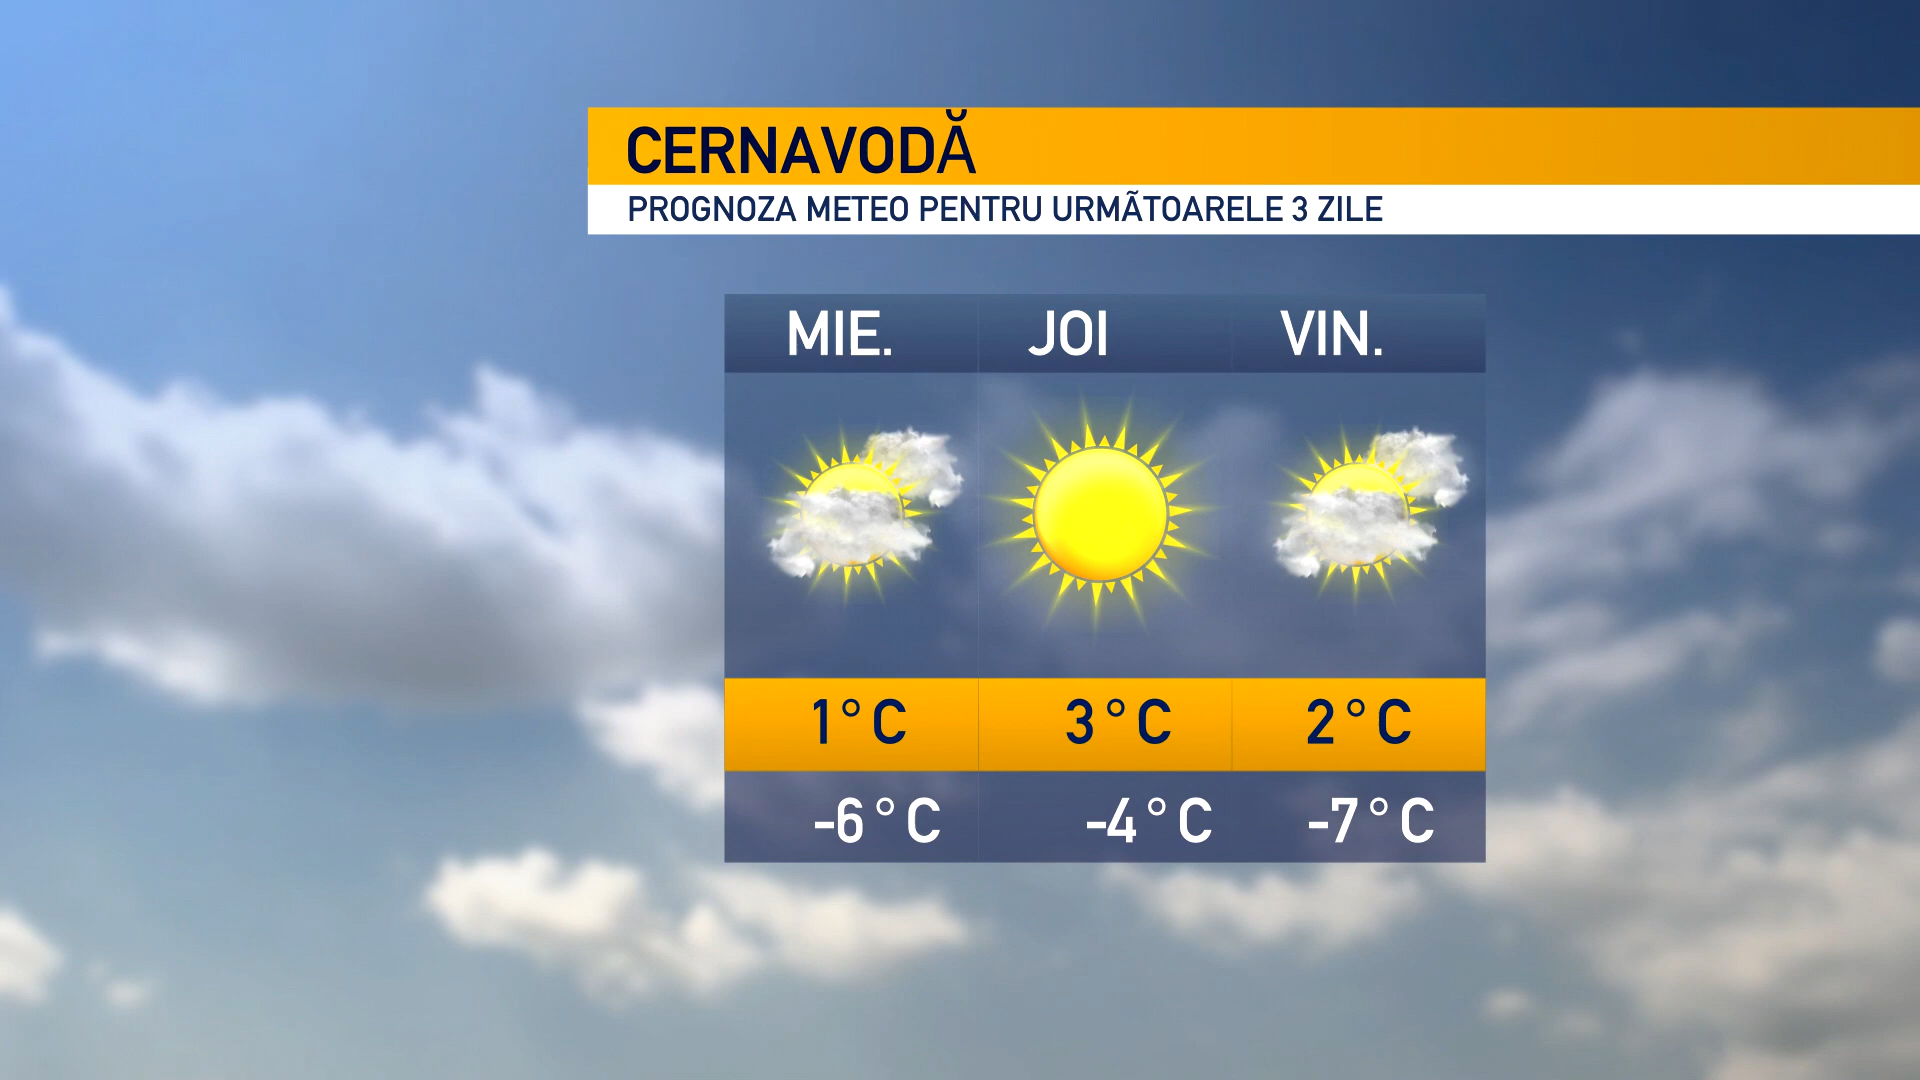 CERNAVODĂ
PROGNOZA METEO PENTRU URMÃTOARELE 3 ZILE
MIE. JOI VIN.
1°C 3°C 2°C
-6°C -4°C -7°C